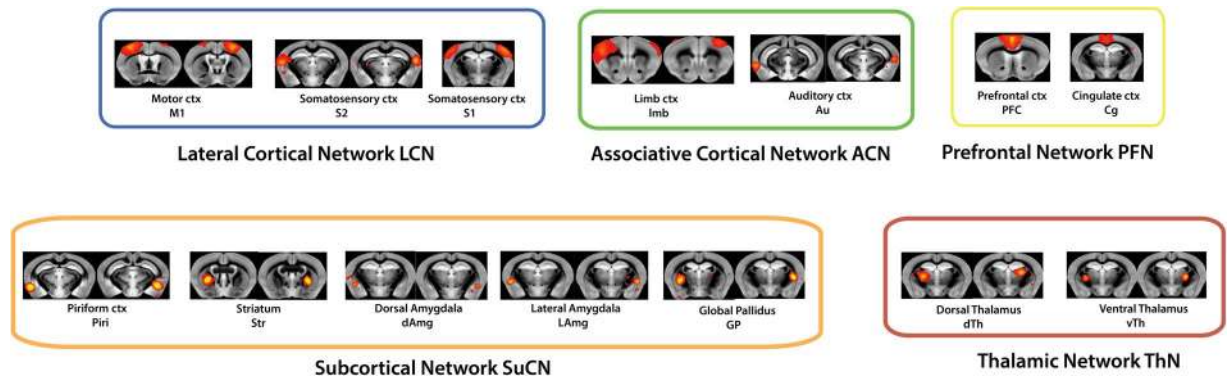 Motor ctx
M1
Somatosensory ctx
S2
Somatosensory ctx
S1
Lateral Cortical Network LCN
Limb ctx
lmb
Auditory ctx
Au
Associative Cortical Network ACN
Prefrontal ctx
PFC
Cingulate ctx
Cg
Prefrontal Network PFN
Piriform ctx
Piri
Striatum
Str
Dorsal Amygdala
dAmg
Lateral Amygdala
LAmg
Global Pallidus
GP
Subcortical Network SuCN
Dorsal Thalamus
dTh
Ventral Thalamus
vTh
Thalamic Network ThN